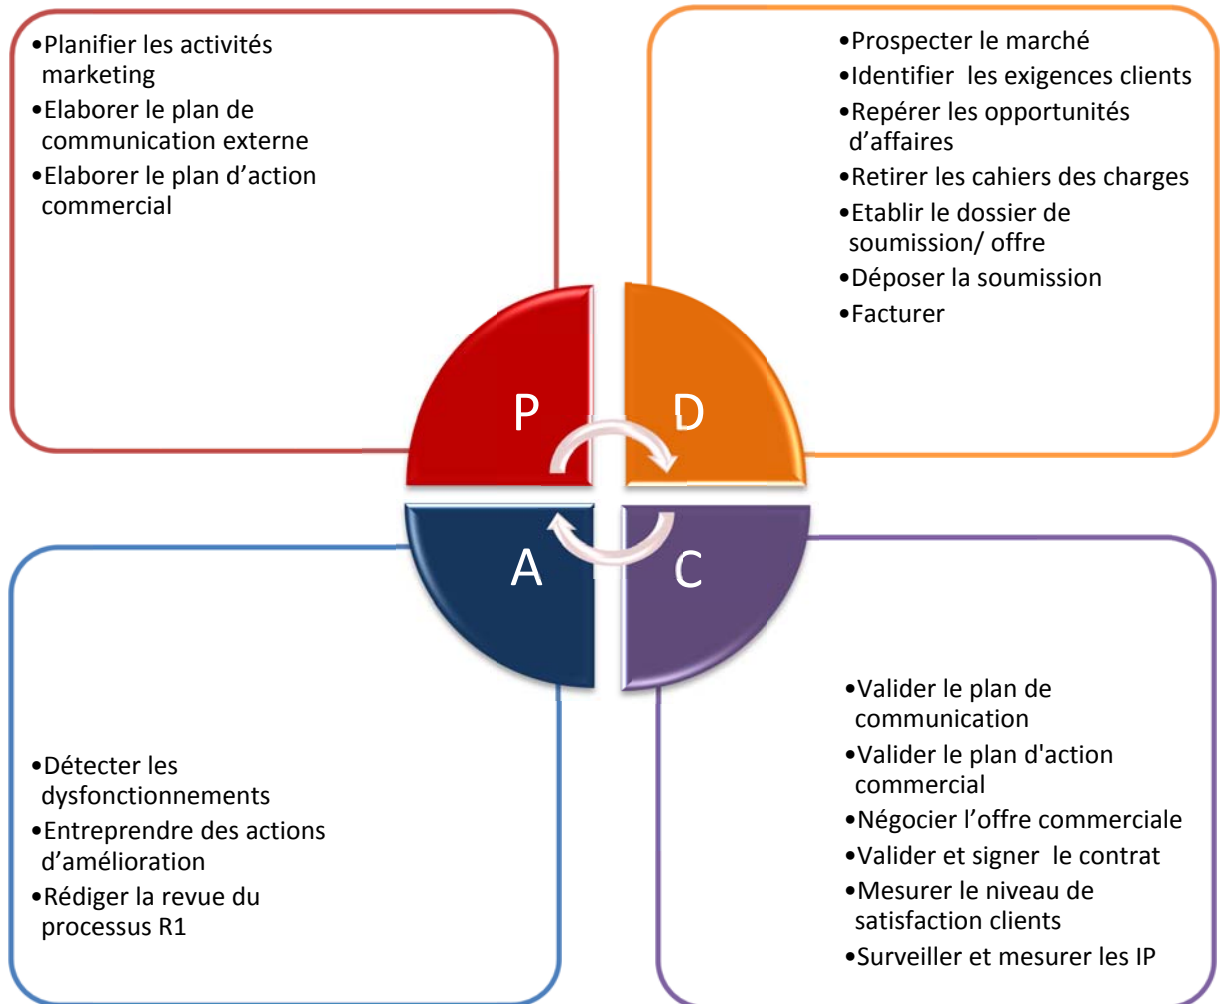 •Planifier les activités
marketing
•Elaborer le plan de
communication externe
•Elaborer le plan d’action
commercial
•Prospecter le marché
•Identifier  les exigences clients
•Repérer les opportunités
d’affaires
•Retirer les cahiers des charges
•Etablir le dossier de
soumission/ offre
•Déposer la soumission
•Facturer
P
D
A
C
•Détecter les
dysfonctionnements
•Entreprendre des actions
d’amélioration
•Rédiger la revue du
processus R1
•Valider le plan de
communication
•Valider le plan d'action
commercial
•Négocier l’offre commerciale
•Valider et signer  le contrat
•Mesurer le niveau de
satisfaction clients
•Surveiller et mesurer les IP